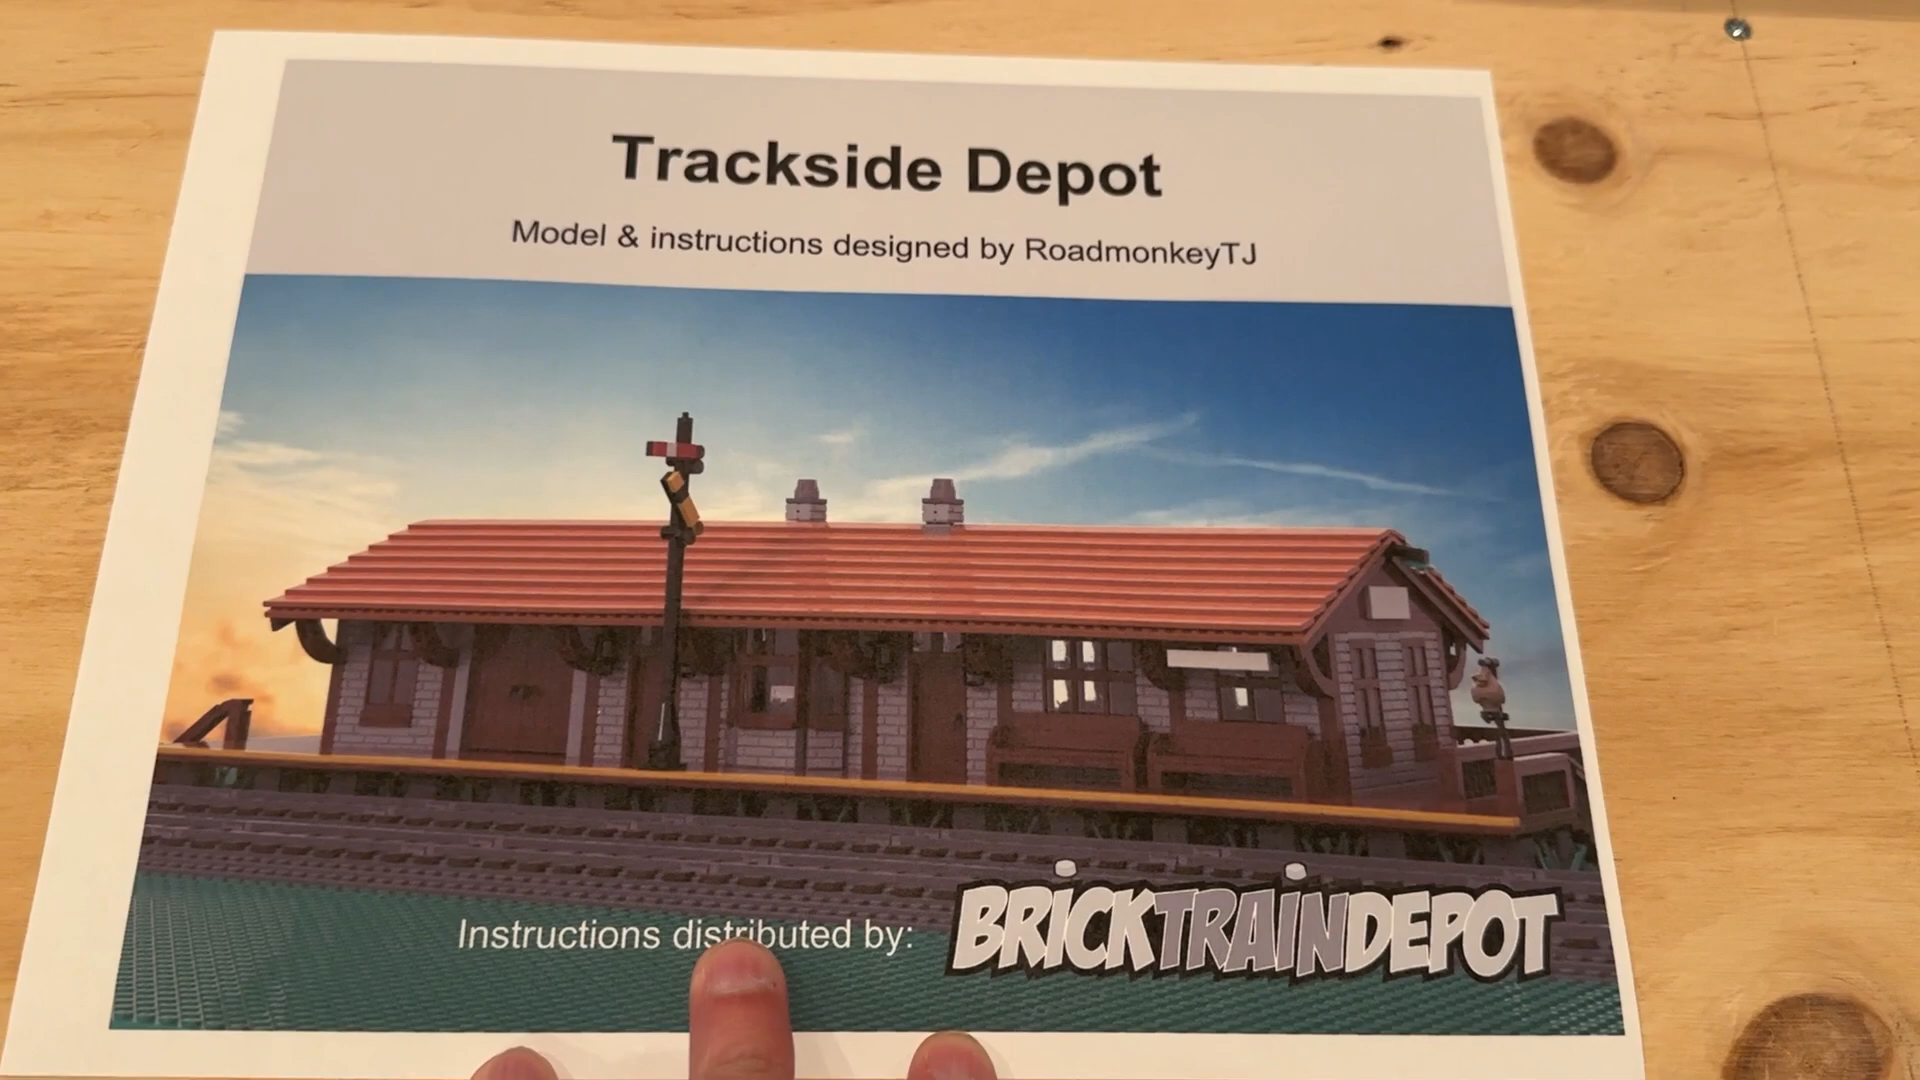 Trackside Depot
Model & instructions designed by RoadmonkeyTJ
Instructions distributed by:
BRICKTRAINDEPOT